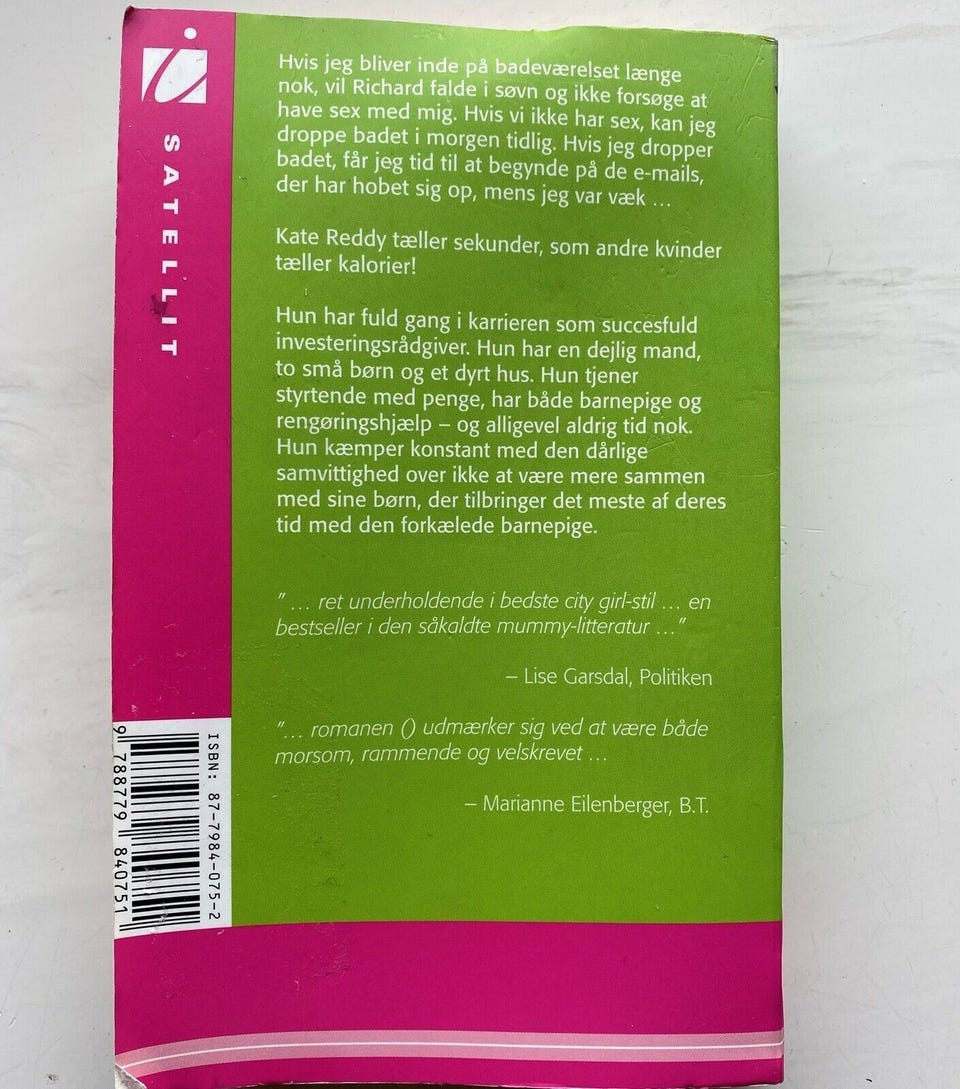 Hvis jeg bliver inde på badeværelset længe
nok, vil Richard falde i søvn og ikke forsøge at
have sex med mig. Hvis vi ikke har sex, kan jeg
droppe badet i morgen tidlig. Hvis jeg dropper
badet, får jeg tid til at begynde på de e-mails,
der har hobet sig op, mens jeg var væk ...
Kate Reddy tæller sekunder, som andre kvinder
tæller kalorier!
Hun har fuld gang i karrieren som succesfuld
investeringsrådgiver. Hun har en dejlig mand,
to små børn og et dyrt hus. Hun tjener
styrtende med penge, har både barnepige og
rengøringshjælp – og alligevel aldrig tid nok.
Hun kæmper konstant med den dårlige
samvittighed over ikke at være mere sammen
med sine børn, der tilbringer det meste af deres
tid med den forkælede barnepige.
" ... ret underholdende i bedste city girl-stil ... en
bestseller i den såkaldte mummy-litteratur ..."
– Lise Garsdal, Politiken
"... romanen () udmærker sig ved at være både
morsom, rammende og velskrevet ...
– Marianne Eilenberger, B.T.
SATELLIT
ISBN: 87-7984-075-2
9 788779 840751